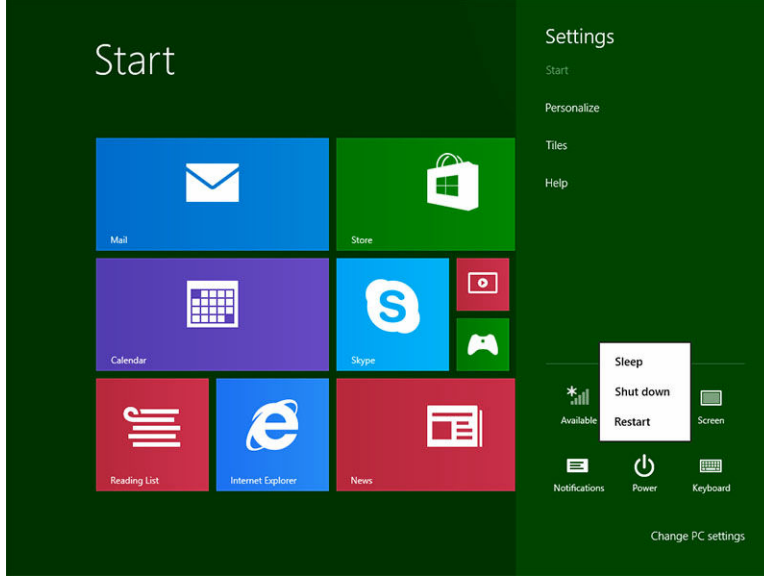 Start
Mail
Store
Calendar
Skype
Reading List
Internet Explorer
News
Settings
Start
Personalize
Tiles
Help
Sleep
Shut down
Restart
Available
Screen
Notifications
Power
Keyboard
Change PC settings